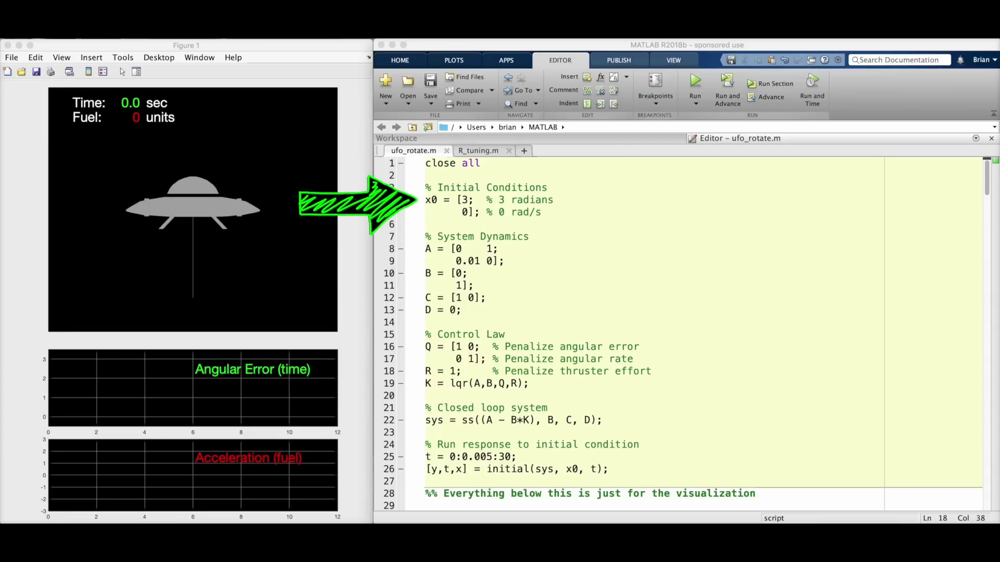 Figure 1
File Edit View Insert Tools Desktop Window Help
Time: 0.0 sec
Fuel: 0 units
Angular Error (time)
3
2
1
0
0 2 4 6 8 10 12
Acceleration (fuel)
3
2
1
0
-1
-2
-3
0 2 4 6 8 10 12
MATLAB R2018b - sponsored use
HOME PLOTS APPS EDITOR PUBLISH VIEW
Search Documentation
Brian
New Open Save
Find Files
Compare
Print
FILE
Go To
Find
NAVIGATE
Insert fx
Comment
Indent
EDIT
Breakpoints
BREAKPOINTS
Run
Run and Advance
Run Section
Advance
Run and Time
RUN
/ Users brian MATLAB
Workspace
Editor - ufo_rotate.m
ufo_rotate.m R_tuning.m +
1 close all
2
3 % Initial Conditions
x0 = [3; % 3 radians
0]; % 0 rad/s
6
7 % System Dynamics
8 A = [0 1;
9 0.01 0];
10 B = [0;
11 1];
12 C = [1 0];
13 D = 0;
14
15 % Control Law
16 Q = [1 0; % Penalize angular error
17 0 1]; % Penalize angular rate
18 R = 1; % Penalize thruster effort
19 K = lqr(A,B,Q,R);
20
21 % Closed loop system
22 sys = ss((A - B*K), B, C, D);
23
24 % Run response to initial condition
25 t = 0:0.005:30;
26 [y,t,x] = initial(sys, x0, t);
27
28 %% Everything below this is just for the visualization
29
script Ln 18 Col 38